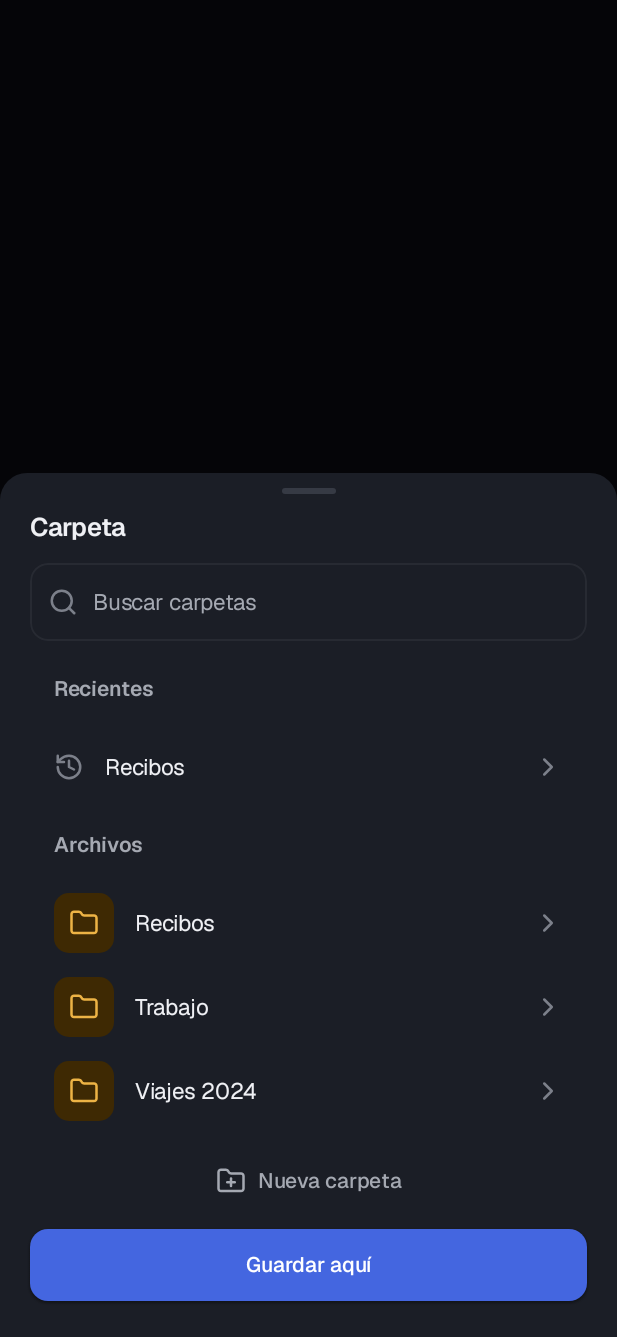 Carpeta
Buscar carpetas
Recientes
Recibos
Archivos
Recibos
Trabajo
Viajes 2024
Nueva carpeta
Guardar aquí